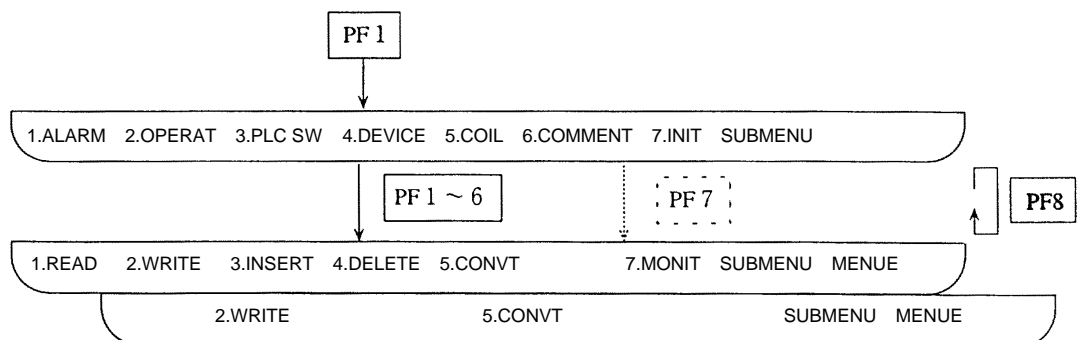 PF 1
1.ALARM 2.OPERAT 3.PLC SW 4.DEVICE 5.COIL 6.COMMENT 7.INIT SUBMENU
PF 1 ~ 6
PF 7
PF8
1.READ 2.WRITE 3.INSERT 4.DELETE 5.CONVT 7.MONIT SUBMENU MENUE
2.WRITE 5.CONVT SUBMENU MENUE